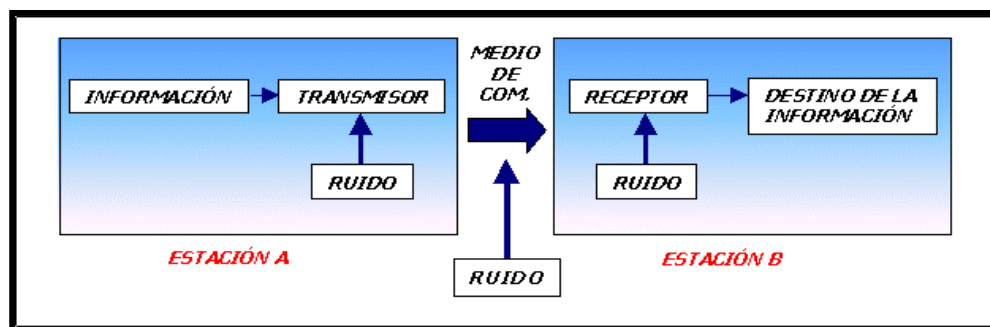 INFORMACIÓN
TRANSMISOR
RUIDO
ESTACIÓN A
MEDIO
DE
COM.
RUIDO
RECEPTOR
DESTINO DE LA
INFORMACIÓN
RUIDO
ESTACIÓN B